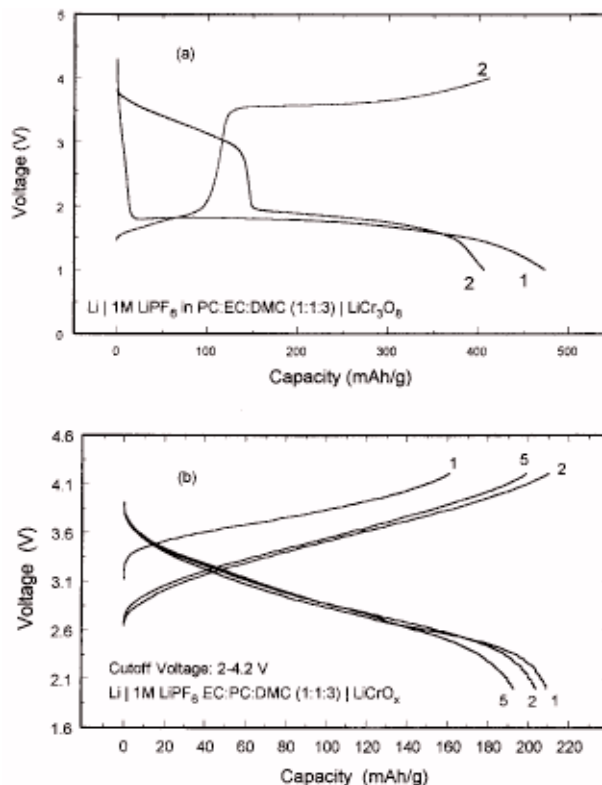 5
(a)
2
4
Voltage (V)
3
2
1
2
1
Li | 1M LiPF6 in PC:EC:DMC (1:1:3) | LiCr3O8
0
0 100 200 300 400 500
Capacity (mAh/g)
4.6
(b)
1
5
2
4.1
Voltage (V)
3.6
3.1
2.6
Cutoff Voltage: 2-4.2 V
2.1
Li | 1M LiPF6 EC:PC:DMC (1:1:3) | LiCrOx
5 2 1
1.6
0 20 40 60 80 100 120 140 160 180 200 220
Capacity (mAh/g)